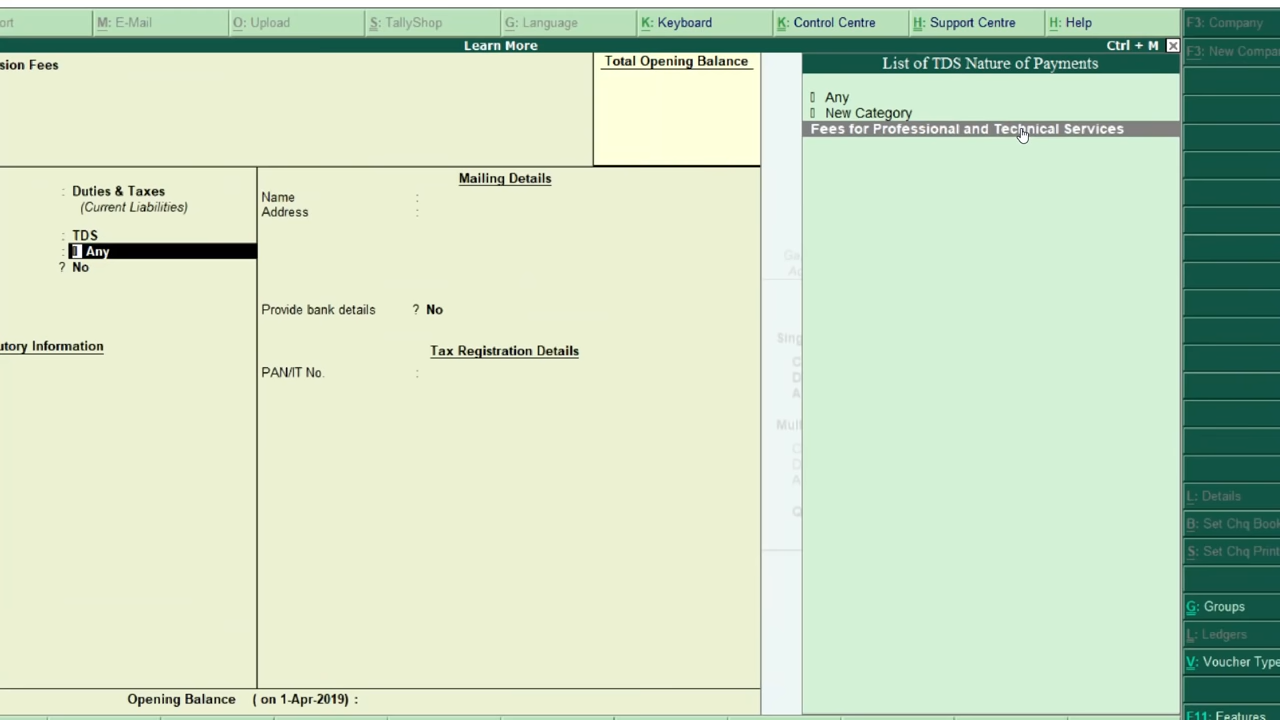 ort
M: E-Mail
O: Upload
S: TallyShop
G: Language
K: Keyboard
K: Control Centre
H: Support Centre
H: Help
Learn More
Ctrl + M
sion Fees
Total Opening Balance
: Duties & Taxes
(Current Liabilities)
: TDS
: Any
? No
utory Information
Mailing Details
Name :
Address :
Provide bank details ? No
Tax Registration Details
PAN/IT No. :
Opening Balance ( on 1-Apr-2019) :
Sing
Mul
List of TDS Nature of Payments
Any
New Category
Fees for Professional and Technical Services
F3: Company
F3: New Compa
L: Details
B: Set Chq Book
S: Set Chq Print
G: Groups
L: Ledgers
V: Voucher Type
F11: Features